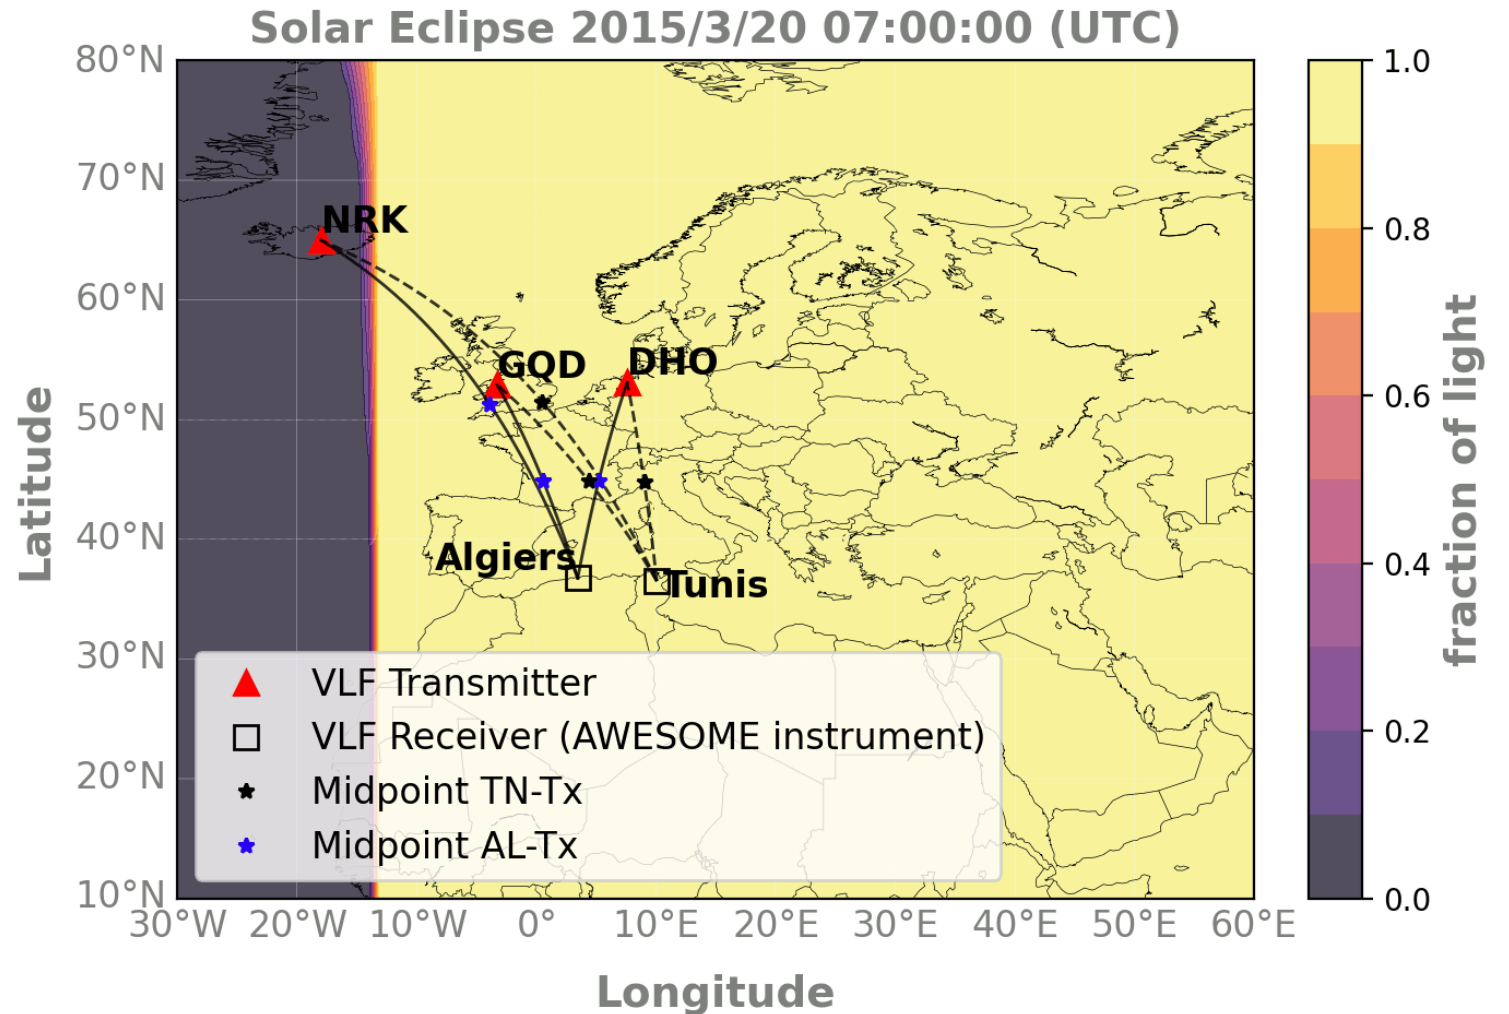 Solar Eclipse 2015/3/20 07:00:00 (UTC)
80°N
70°N
60°N
50°N
40°N
30°N
20°N
10°N
Latitude
NRK
GQD
DHO
Algiers
Tunis
VLF Transmitter
VLF Receiver (AWESOME instrument)
Midpoint TN-Tx
Midpoint AL-Tx
30°W 20°W 10°W 0° 10°E 20°E 30°E 40°E 50°E 60°E
Longitude
1.0
0.8
0.6
0.4
0.2
0.0
fraction of light